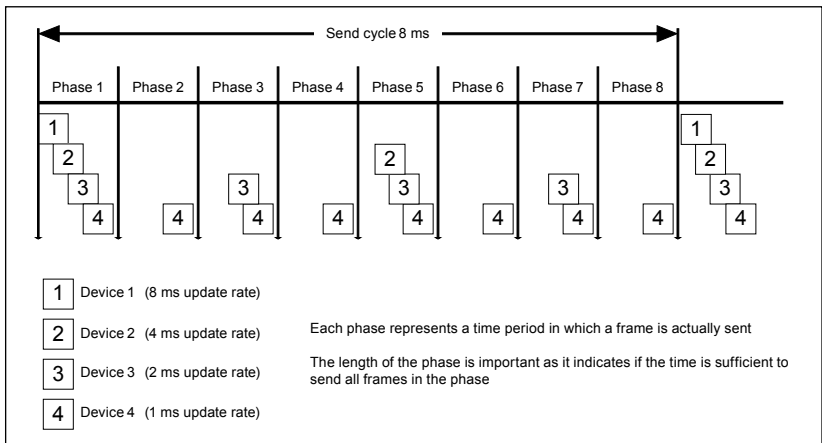 Send cycle 8 ms
Phase 1 Phase 2 Phase 3 Phase 4 Phase 5 Phase 6 Phase 7 Phase 8
1 1
2 2 2
3 3 3 3 3
4 4 4 4 4 4 4 4 4
1 Device 1 (8 ms update rate)
2 Device 2 (4 ms update rate)
3 Device 3 (2 ms update rate)
4 Device 4 (1 ms update rate)
Each phase represents a time period in which a frame is actually sent
The length of the phase is important as it indicates if the time is sufficient to
send all frames in the phase